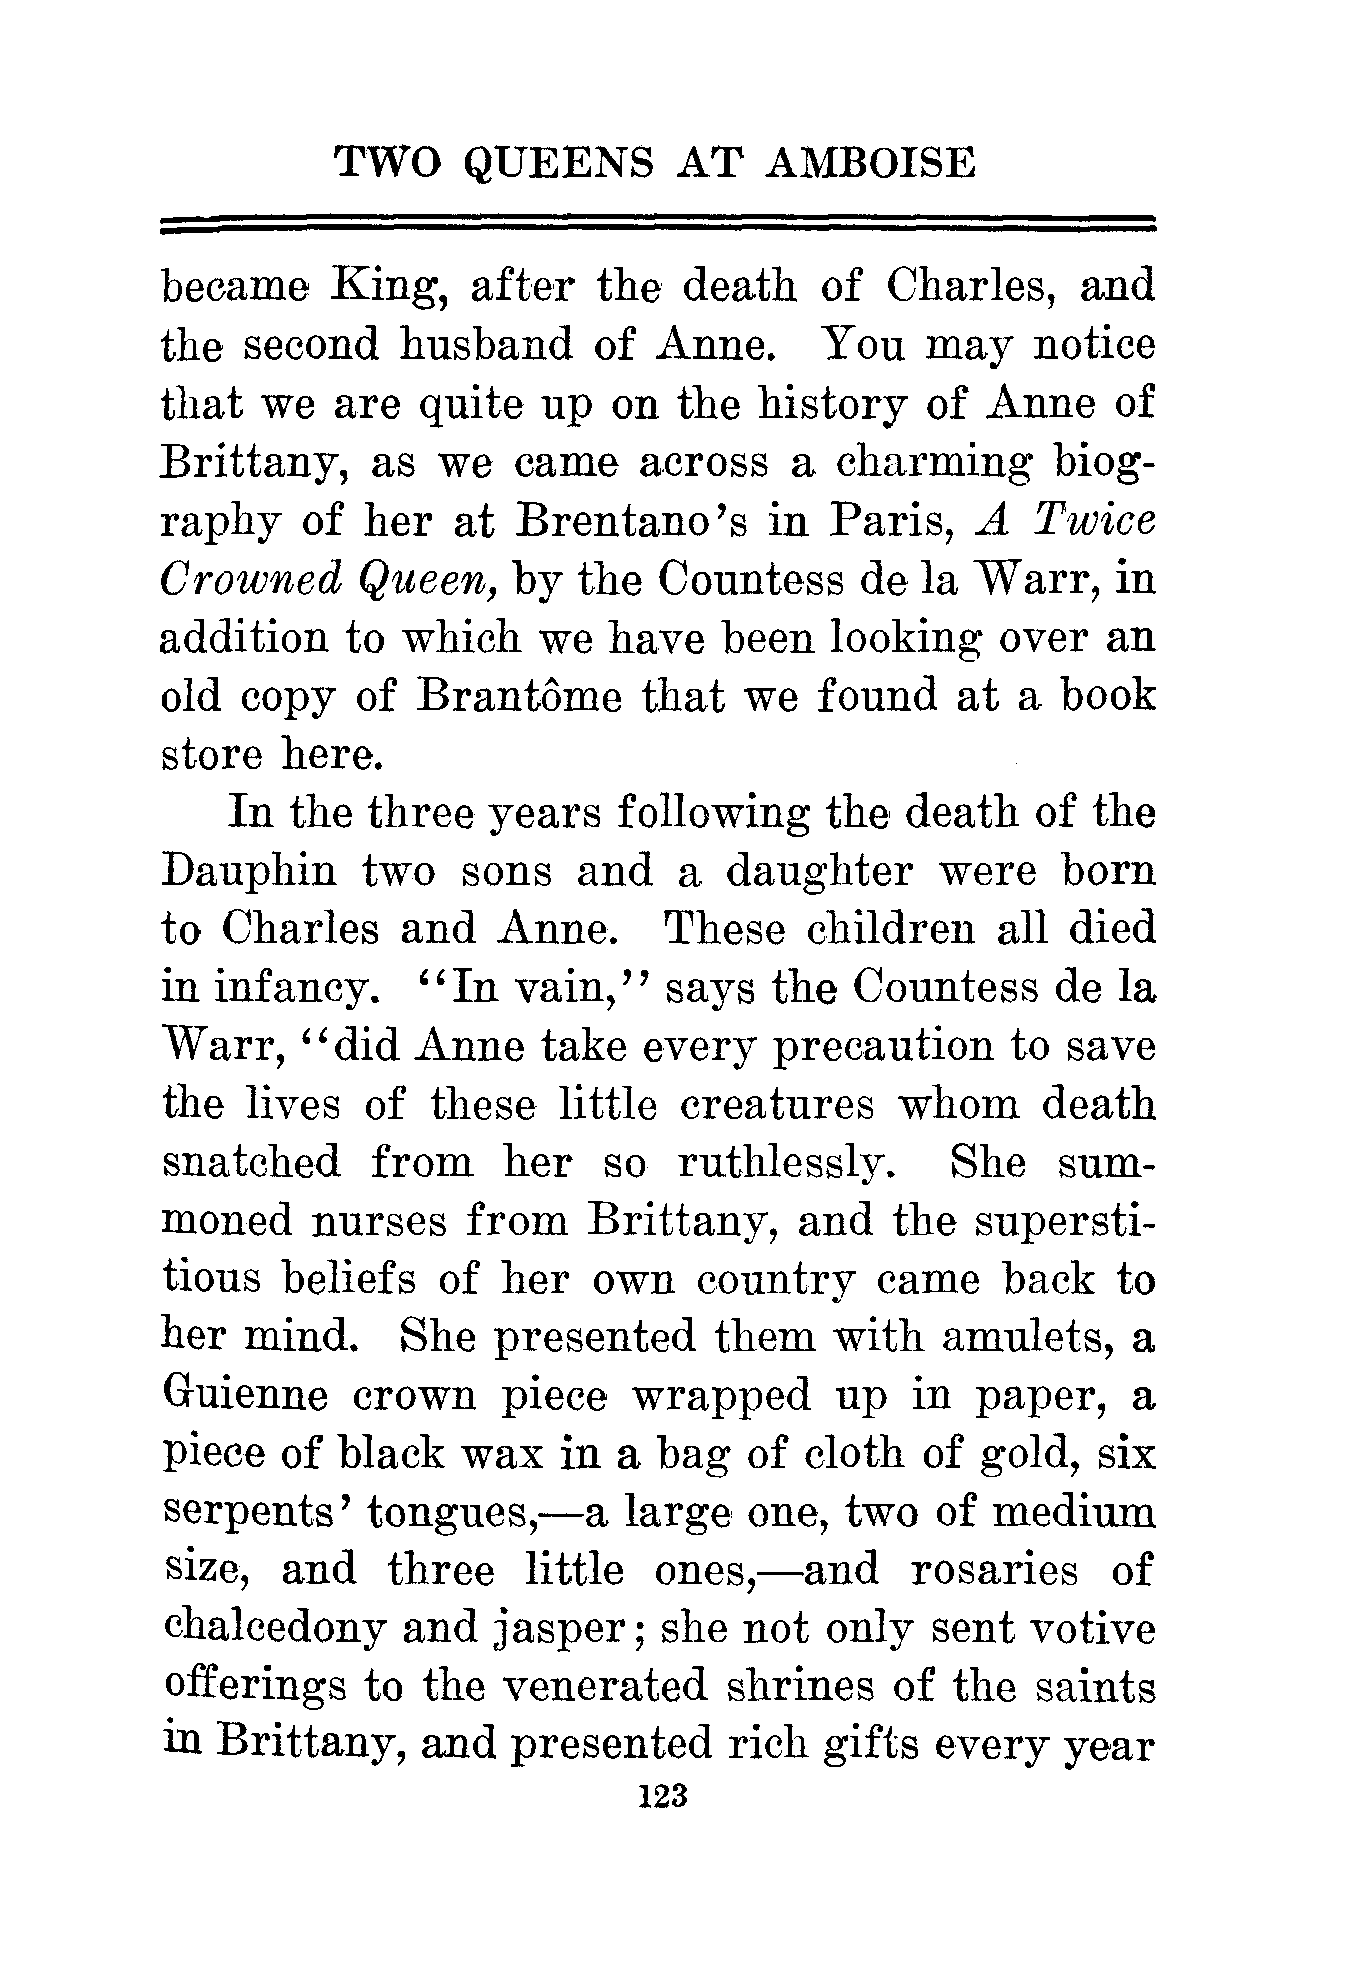 TWO QUEENS AT AMBOISE
became King, after the death of Charles, and
the second husband of Anne. You may notice
that we are quite up on the history of Anne of
Brittany, as we came across a charming biog-
raphy of her at Brentano's in Paris, A Twice
Crowned Queen, by the Countess de la Warr, in
addition to which we have been looking over an
old copy of Brantôme that we found at a book
store here.
In the three years following the death of the
Dauphin two sons and a daughter were born
to Charles and Anne. These children all died
in infancy. "In vain," says the Countess de la
Warr, "did Anne take every precaution to save
the lives of these little creatures whom death
snatched from her so ruthlessly. She sum-
moned nurses from Brittany, and the supersti-
tious beliefs of her own country came back to
her mind. She presented them with amulets, a
Guienne crown piece wrapped up in paper, a
piece of black wax in a bag of cloth of gold, six
serpents' tongues,—a large one, two of medium
size, and three little ones,—and rosaries of
chalcedony and jasper; she not only sent votive
offerings to the venerated shrines of the saints
in Brittany, and presented rich gifts every year
123